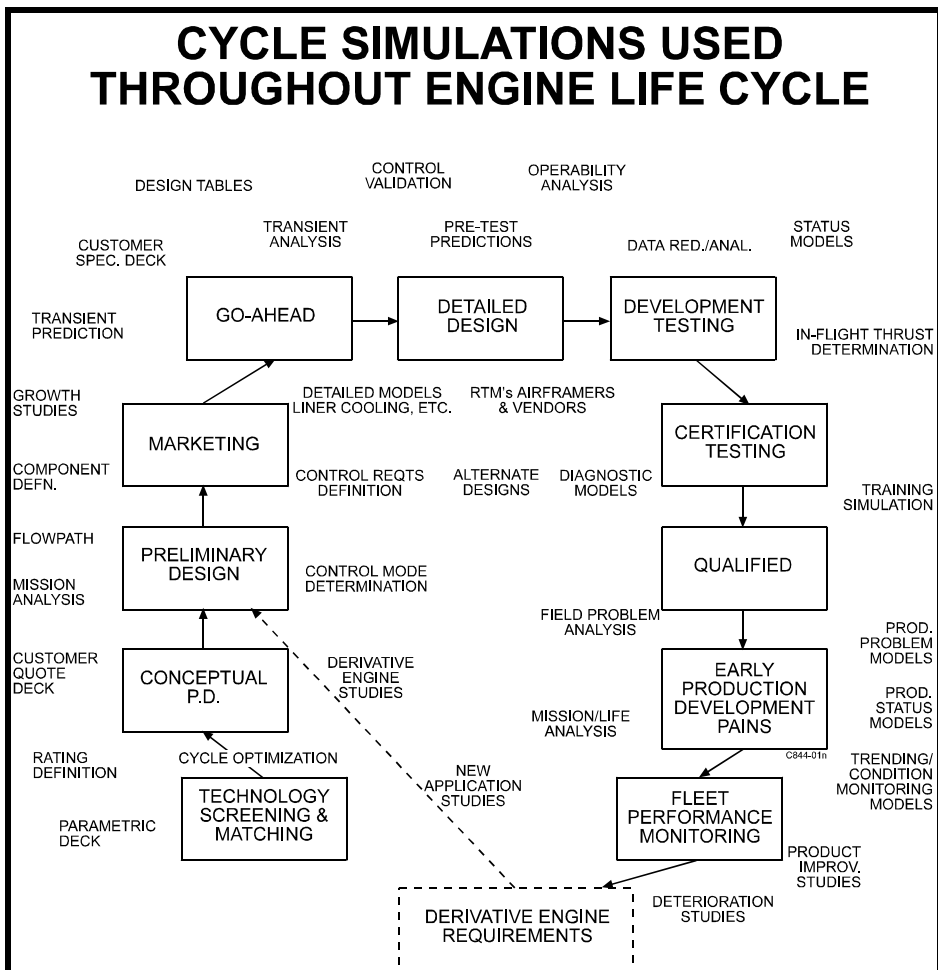 CYCLE SIMULATIONS USED
THROUGHOUT ENGINE LIFE CYCLE
CONTROL
VALIDATION
OPERABILITY
ANALYSIS
DESIGN TABLES
TRANSIENT
ANALYSIS
PRE-TEST
PREDICTIONS
STATUS
MODELS
CUSTOMER
SPEC. DECK
DATA RED./ANAL.
GO-AHEAD
DETAILED
DESIGN
DEVELOPMENT
TESTING
TRANSIENT
PREDICTION
IN-FLIGHT THRUST
DETERMINATION
GROWTH
STUDIES
DETAILED MODELS
LINER COOLING, ETC.
RTM's AIRFRAMERS
& VENDORS
MARKETING
CERTIFICATION
TESTING
COMPONENT
DEFN.
CONTROL REQTS
DEFINITION
ALTERNATE
DESIGNS
DIAGNOSTIC
MODELS
TRAINING
SIMULATION
FLOWPATH
PRELIMINARY
DESIGN
QUALIFIED
MISSION
ANALYSIS
CONTROL MODE
DETERMINATION
FIELD PROBLEM
ANALYSIS
PROD.
PROBLEM
MODELS
CUSTOMER
QUOTE
DECK
CONCEPTUAL
P.D.
DERIVATIVE
ENGINE
STUDIES
EARLY
PRODUCTION
DEVELOPMENT
PAINS
PROD.
STATUS
MODELS
MISSION/LIFE
ANALYSIS
C844-01n
RATING
DEFINITION
CYCLE OPTIMIZATION
NEW
APPLICATION
STUDIES
TRENDING/
CONDITION
MONITORING
MODELS
TECHNOLOGY
SCREENING &
MATCHING
FLEET
PERFORMANCE
MONITORING
PARAMETRIC
DECK
PRODUCT
IMPROV.
STUDIES
DETERIORATION
STUDIES
DERIVATIVE ENGINE
REQUIREMENTS